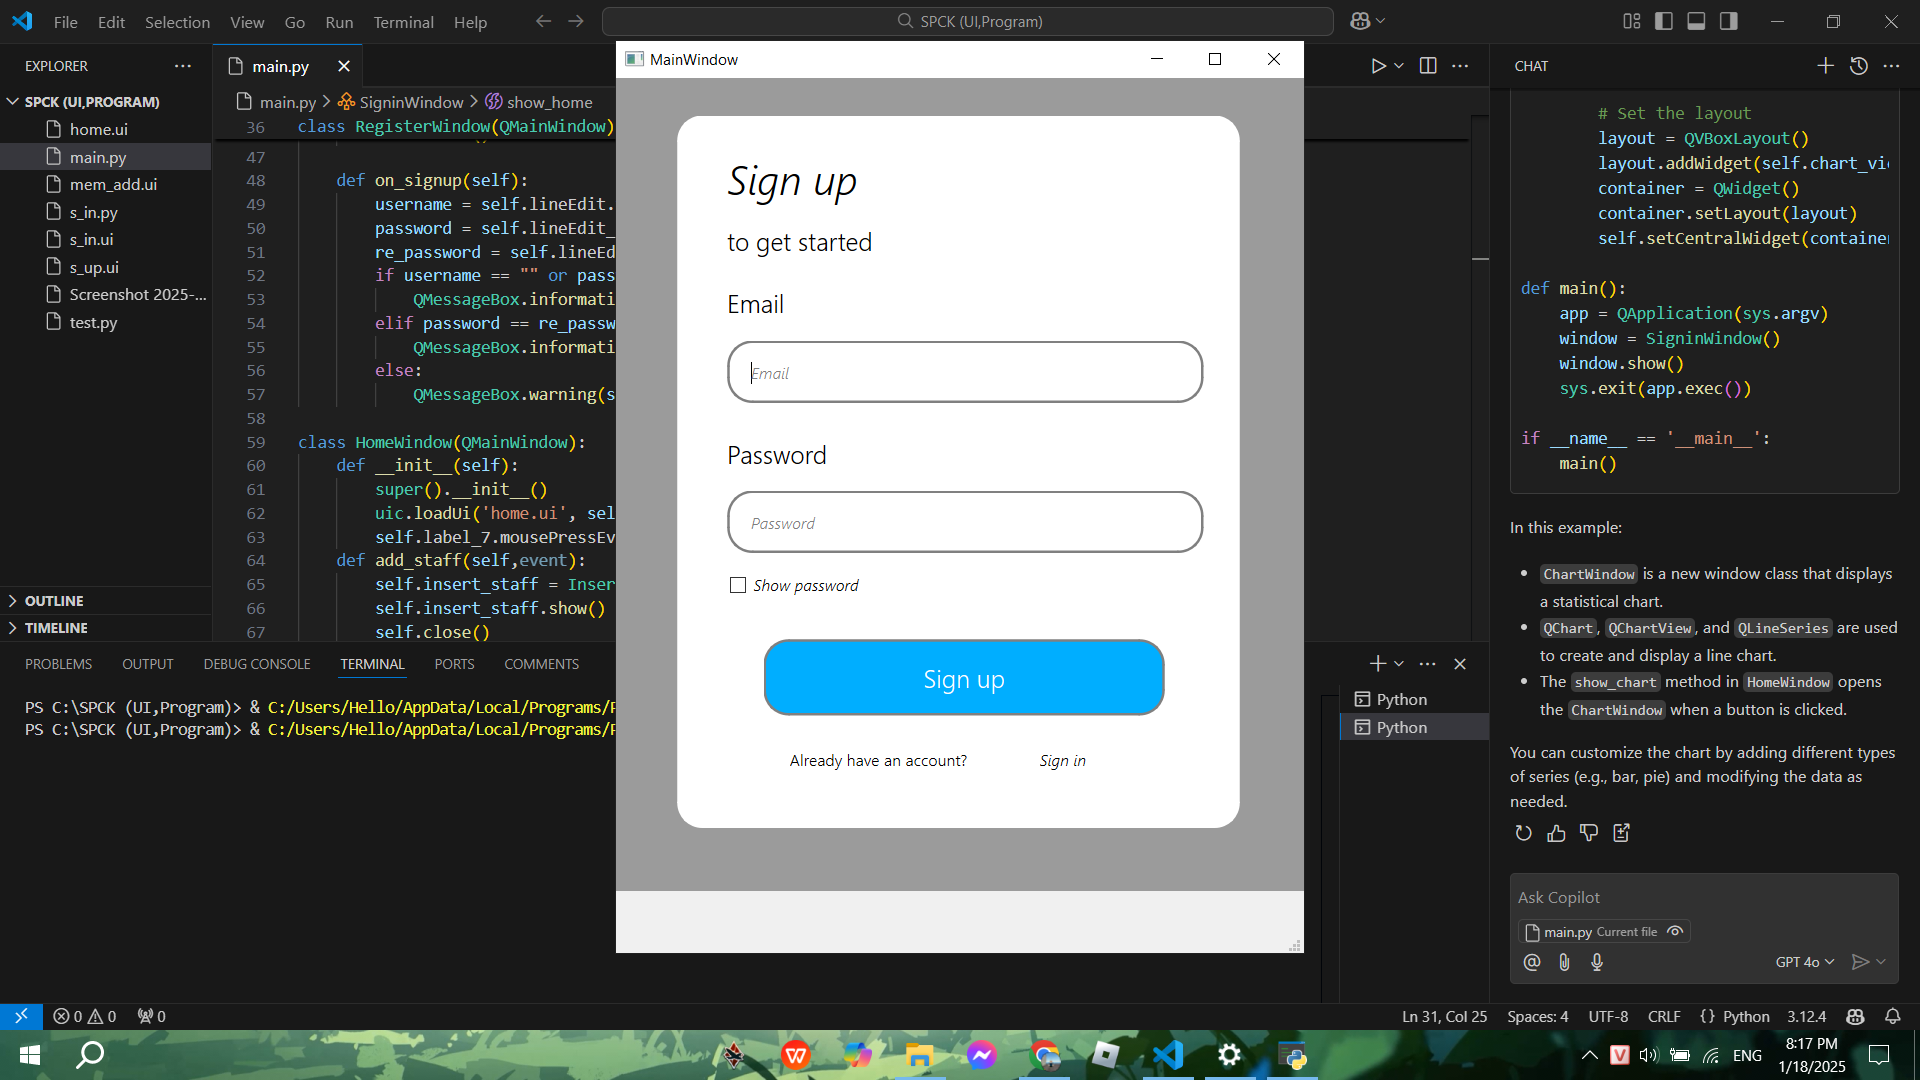 File Edit Selection View Go Run Terminal Help
SPCK (UI,Program)
EXPLORER
SPCK (UI,PROGRAM)
home.ui
main.py
mem_add.ui
s_in.py
s_in.ui
s_up.ui
Screenshot 2025-...
test.py
OUTLINE
TIMELINE
main.py
main.py > SigninWindow > show_home
36 class RegisterWindow(QMainWindow)
47
48 def on_signup(self):
49 username = self.lineEdit.
50 password = self.lineEdit_
51 re_password = self.lineEd
52 if username == "" or pass
53 QMessageBox.informati
54 elif password == re_passw
55 QMessageBox.informati
56 else:
57 QMessageBox.warning(s
58
59 class HomeWindow(QMainWindow):
60 def __init__(self):
61 super().__init__()
62 uic.loadUi('home.ui', sel
63 self.label_7.mousePressEv
64 def add_staff(self,event):
65 self.insert_staff = Inser
66 self.insert_staff.show()
67 self.close()
PROBLEMS OUTPUT DEBUG CONSOLE TERMINAL PORTS COMMENTS
PS C:\SPCK (UI,Program)> & C:/Users/Hello/AppData/Local/Programs/P
PS C:\SPCK (UI,Program)> & C:/Users/Hello/AppData/Local/Programs/P
Python
Python
MainWindow
Sign up
to get started
Email
Email
Password
Password
Show password
Sign up
Already have an account? Sign in
CHAT
# Set the layout
layout = QVBoxLayout()
layout.addWidget(self.chart_vi
container = QWidget()
container.setLayout(layout)
self.setCentralWidget(container
def main():
app = QApplication(sys.argv)
window = SigninWindow()
window.show()
sys.exit(app.exec())
if __name__ == '__main__':
main()
In this example:
ChartWindow is a new window class that displays
a statistical chart.
QChart, QChartView, and QLineSeries are used
to create and display a line chart.
The show_chart method in HomeWindow opens
the ChartWindow when a button is clicked.
You can customize the chart by adding different types
of series (e.g., bar, pie) and modifying the data as
needed.
Ask Copilot
main.py Current file
GPT 4o
0 0 0
Ln 31, Col 25 Spaces: 4 UTF-8 CRLF { } Python 3.12.4
ENG
8:17 PM
1/18/2025